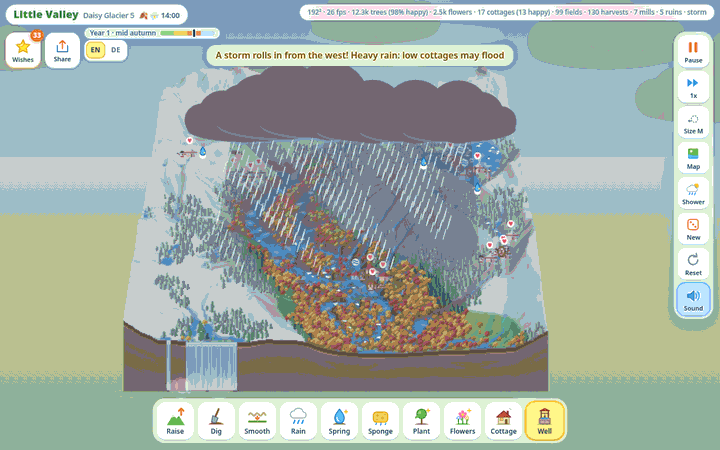 Little Valley Daisy Glacier 5 14:00
192² · 26 fps · 12.3k trees (98% happy) · 2.5k flowers · 17 cottages (13 happy) · 99 fields · 130 harvests · 7 mills · 5 ruins · storm
Year 1 · mid autumn
33
Wishes
Share
EN DE
A storm rolls in from the west! Heavy rain: low cottages may flood
Pause
1x
Size M
Map
Shower
New
Reset
Sound
Raise Dig Smooth Rain Spring Sponge Plant Flowers Cottage Well